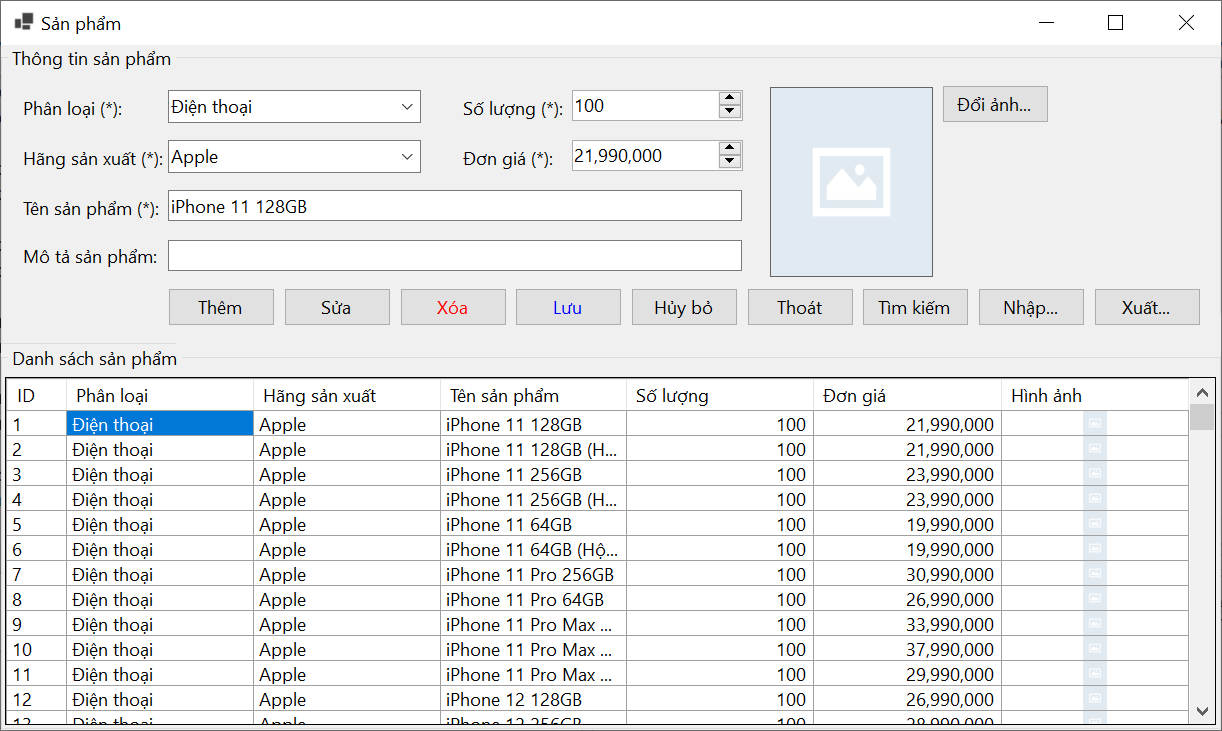 Sản phẩm
Thông tin sản phẩm
Phân loại (*): Điện thoại Số lượng (*): 100 Đổi ảnh...
Hãng sản xuất (*): Apple Đơn giá (*): 21,990,000
Tên sản phẩm (*): iPhone 11 128GB
Mô tả sản phẩm:
Thêm Sửa Xóa Lưu Hủy bỏ Thoát Tìm kiếm Nhập... Xuất...
Danh sách sản phẩm
ID Phân loại Hãng sản xuất Tên sản phẩm Số lượng Đơn giá Hình ảnh
1 Điện thoại Apple iPhone 11 128GB 100 21,990,000
2 Điện thoại Apple iPhone 11 128GB (H... 100 21,990,000
3 Điện thoại Apple iPhone 11 256GB 100 23,990,000
4 Điện thoại Apple iPhone 11 256GB (H... 100 23,990,000
5 Điện thoại Apple iPhone 11 64GB 100 19,990,000
6 Điện thoại Apple iPhone 11 64GB (Hộ... 100 19,990,000
7 Điện thoại Apple iPhone 11 Pro 256GB 100 30,990,000
8 Điện thoại Apple iPhone 11 Pro 64GB 100 26,990,000
9 Điện thoại Apple iPhone 11 Pro Max ... 100 33,990,000
10 Điện thoại Apple iPhone 11 Pro Max ... 100 37,990,000
11 Điện thoại Apple iPhone 11 Pro Max ... 100 29,990,000
12 Điện thoại Apple iPhone 12 128GB 100 26,990,000
13 Điện thoại Apple iPhone 12 256GB 100 28,990,000